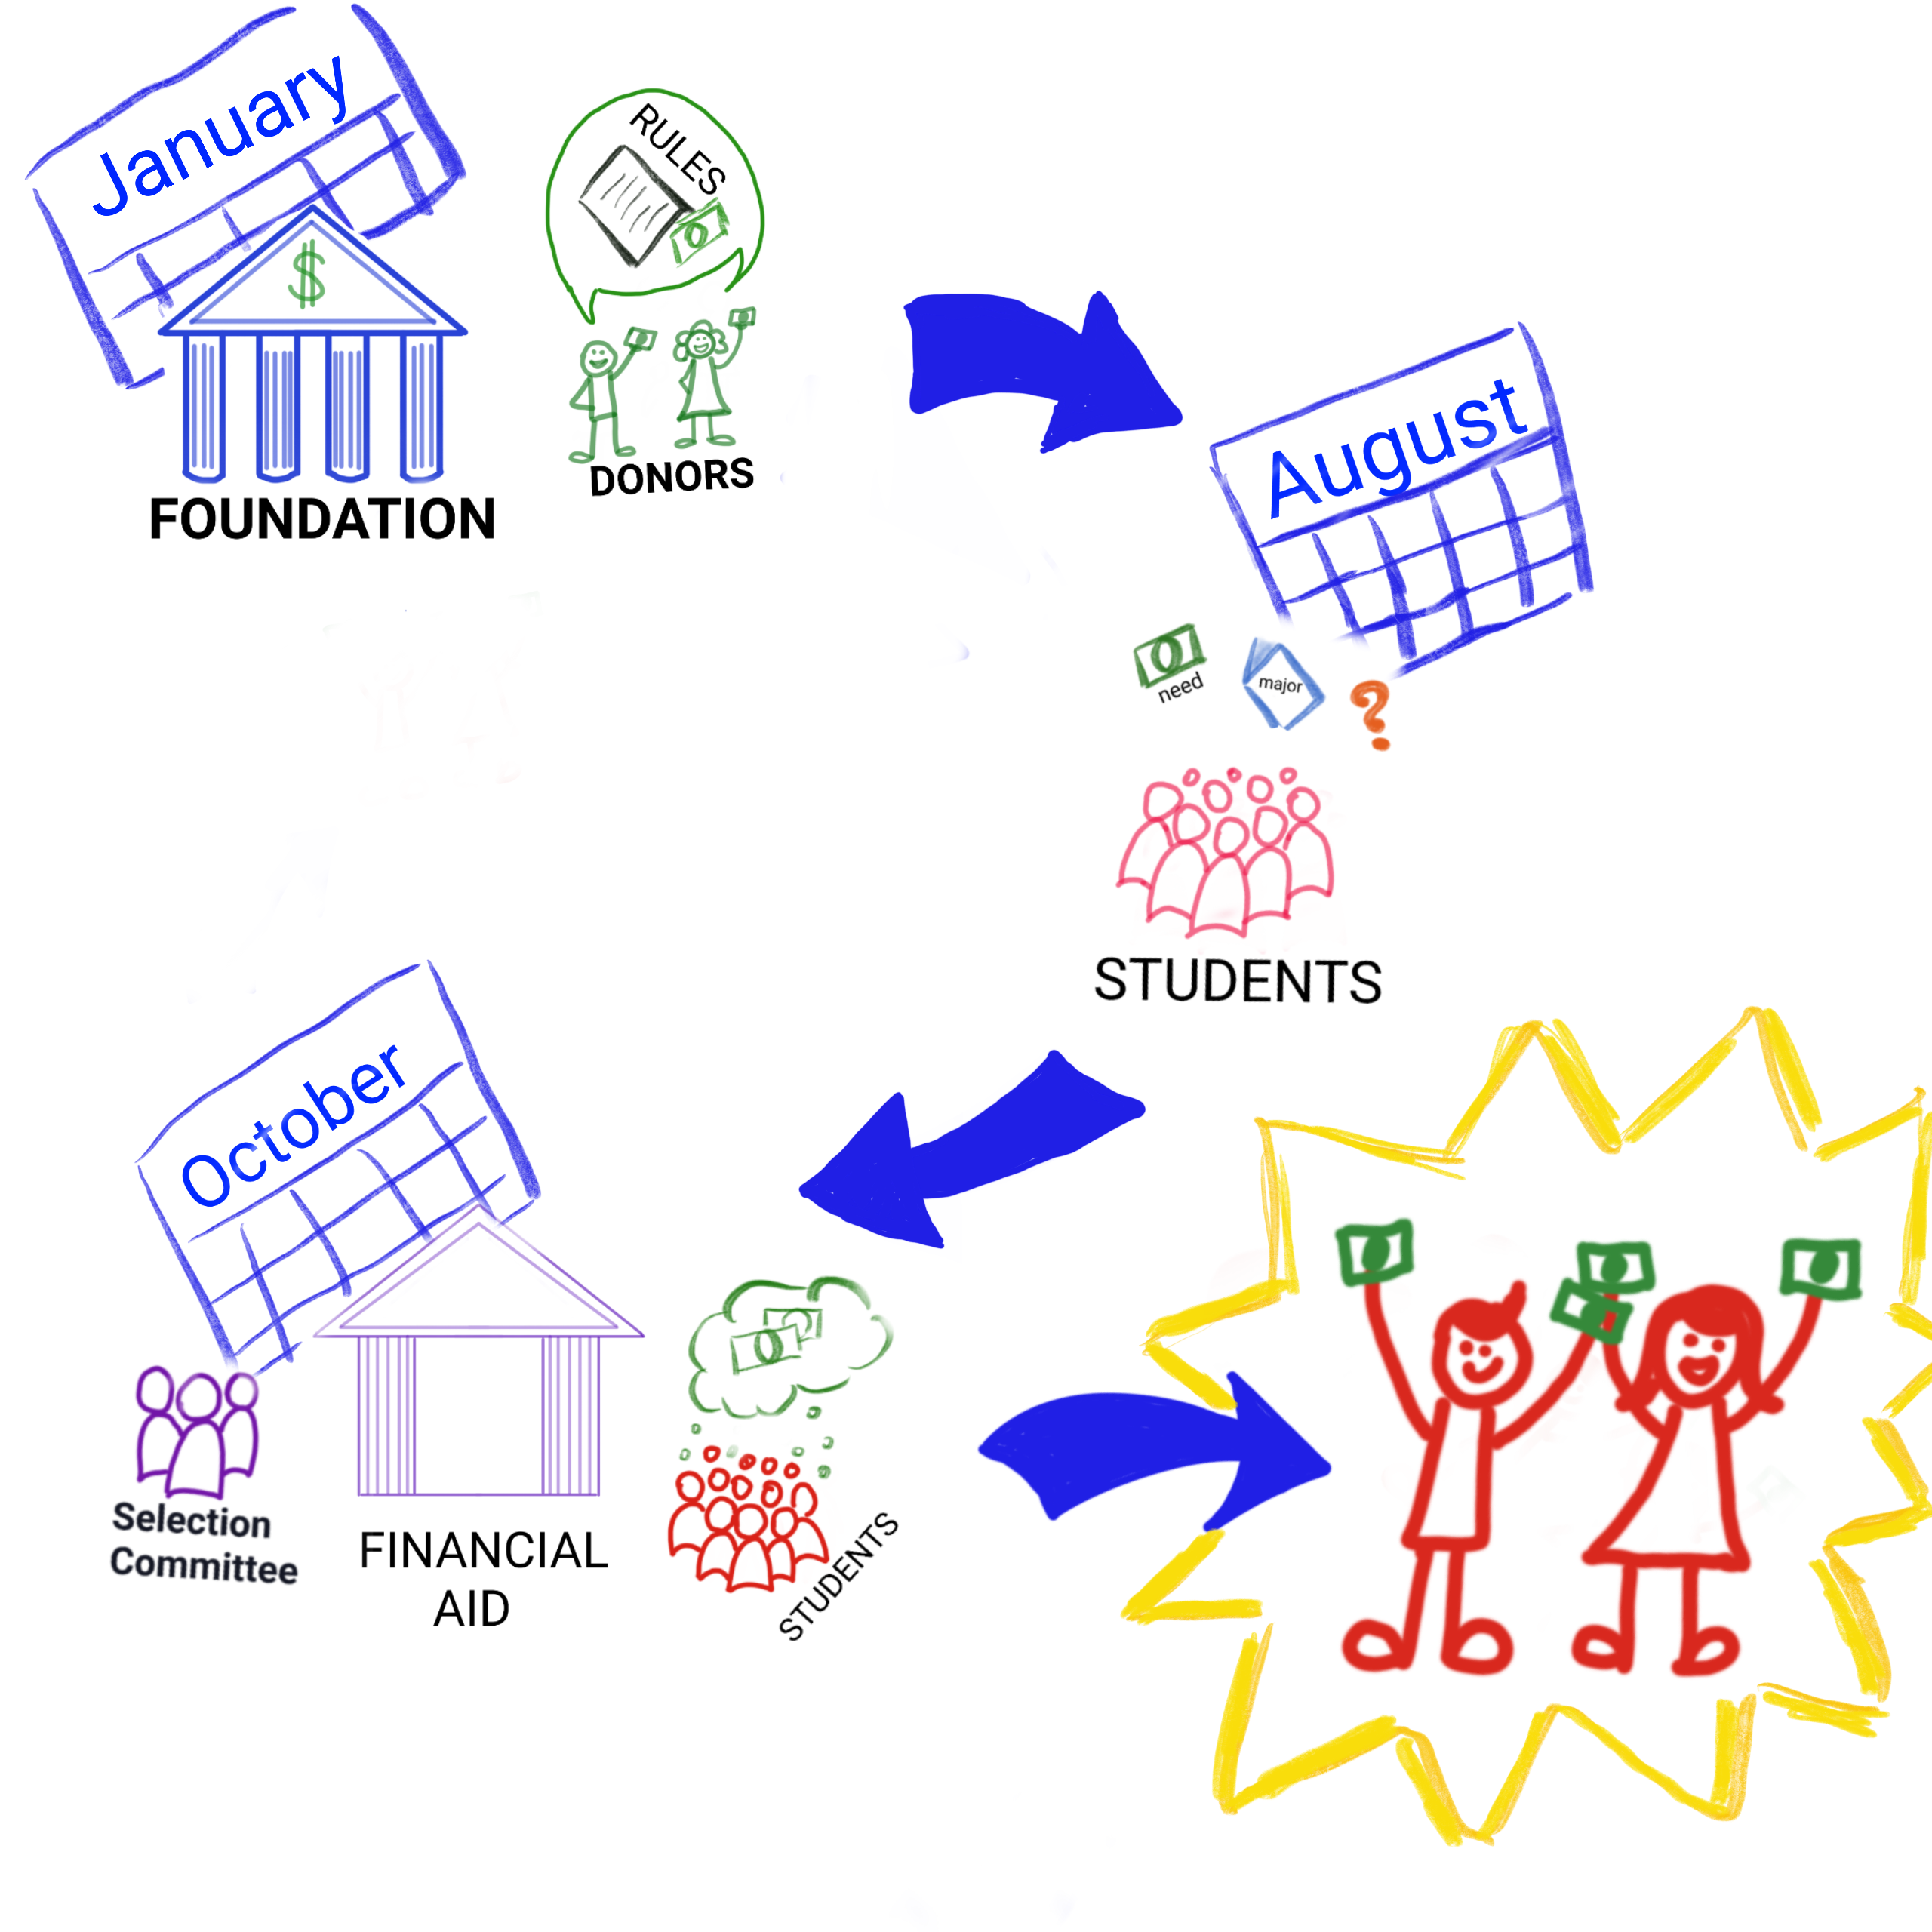 January
RULES
$
FOUNDATION
DONORS
August
need
major
?
STUDENTS
October
Selection
Committee
FINANCIAL
AID
STUDENTS